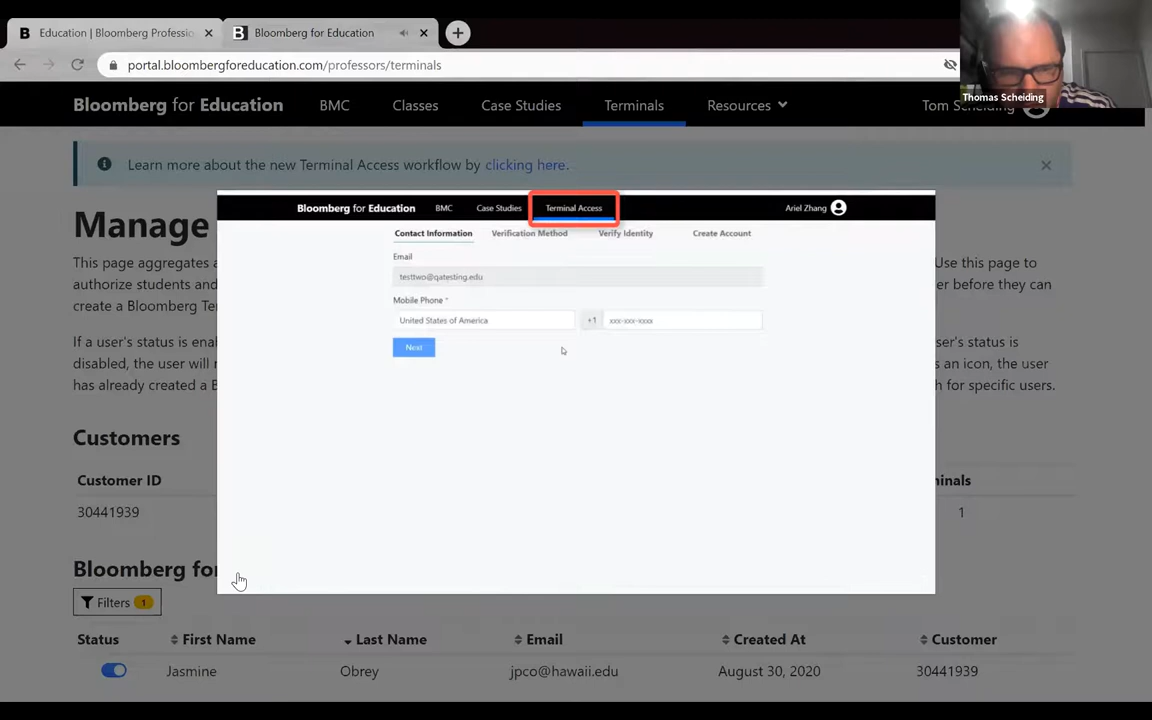 Education | Bloomberg Professio
Bloomberg for Education
portal.bloombergforeducation.com/professors/terminals
Thomas Scheiding
Bloomberg for Education BMC Classes Case Studies Terminals Resources Tom Scheiding
Learn more about the new Terminal Access workflow by clicking here.
Manage
Bloomberg for Education BMC Case Studies Terminal Access Ariel Zhang
Contact Information Verification Method Verify Identity Create Account
Email
testtwo@qatesting.edu
Mobile Phone *
United States of America +1 xxx-xxx-xxxx
Next
This page aggregates Use this page to
authorize students and er before they can
create a Bloomberg
If a user's status is user's status is
disabled, the user will an icon, the user
has already created a h for specific users.
Customers
Customer ID minals
30441939 1
Bloomberg for
Filters 1
Status First Name Last Name Email Created At Customer
Jasmine Obrey jpco@hawaii.edu August 30, 2020 30441939